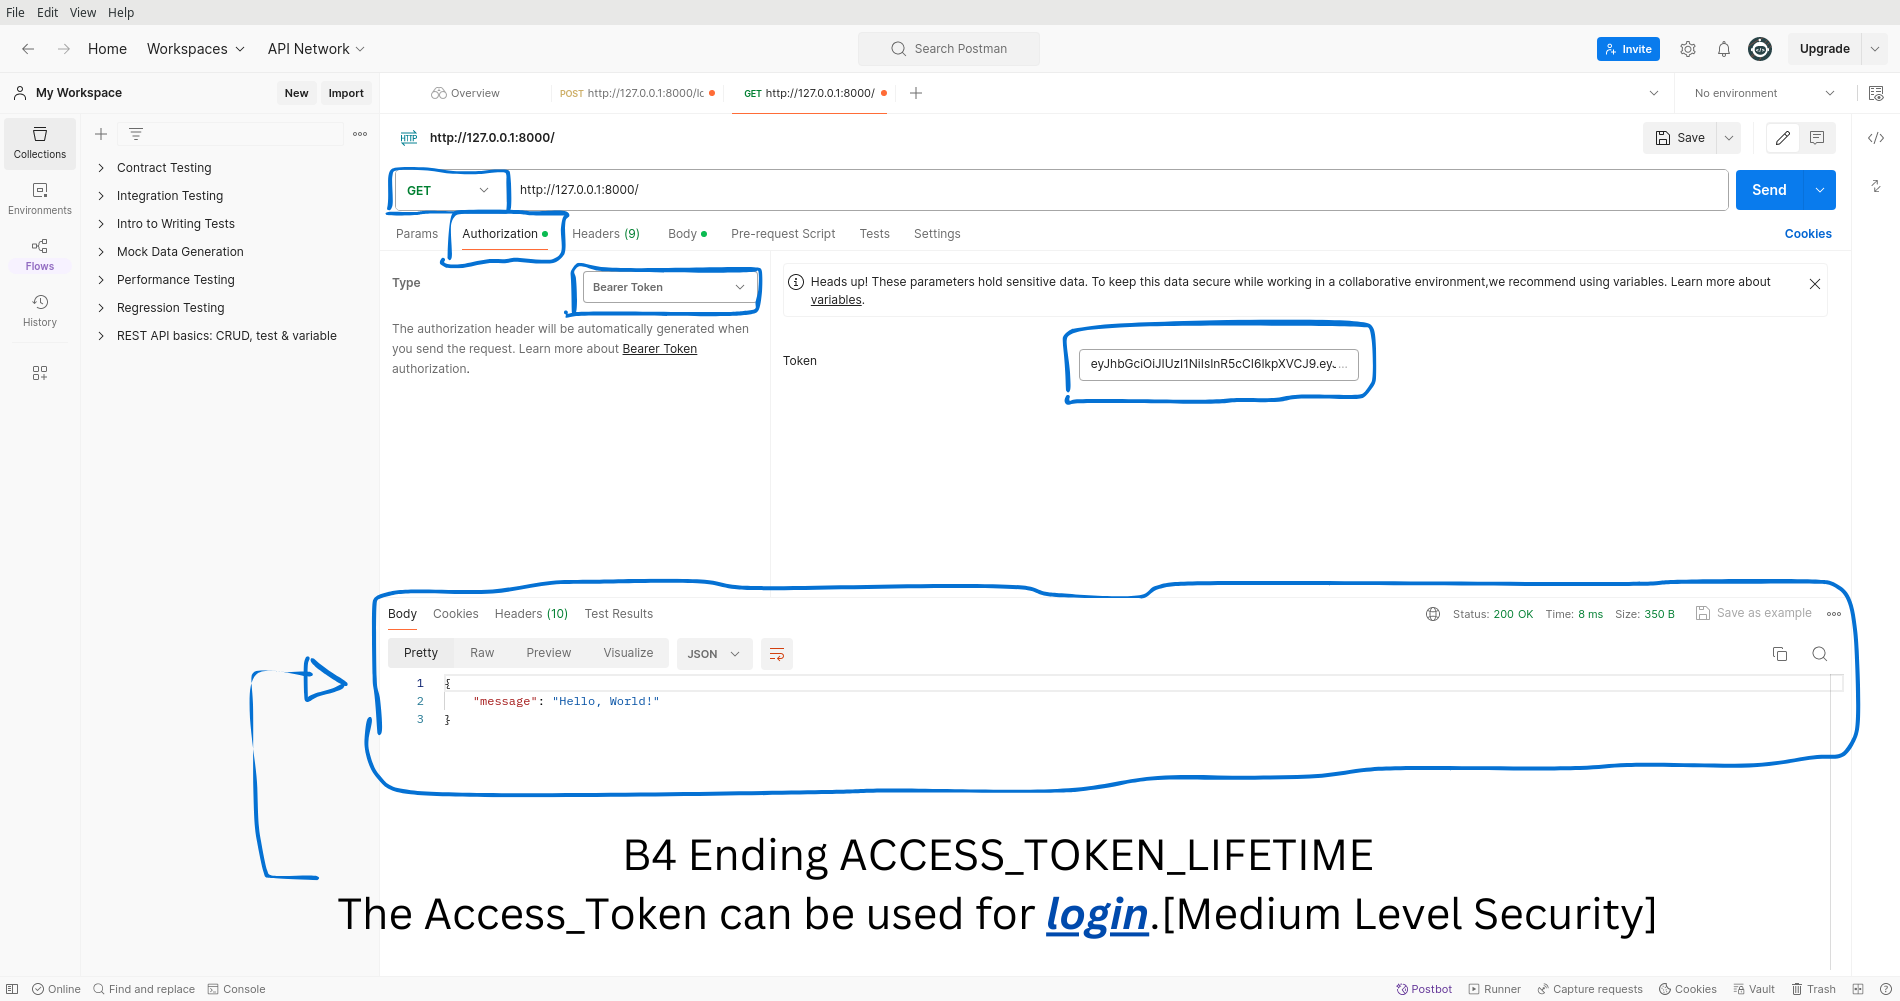 File Edit View Help
Home Workspaces API Network Search Postman Invite Upgrade
My Workspace New Import Overview POST http://127.0.0.1:8000/lc GET http://127.0.0.1:8000/ No environment
Collections
Environments
Flows
History
Contract Testing
Integration Testing
Intro to Writing Tests
Mock Data Generation
Performance Testing
Regression Testing
REST API basics: CRUD, test & variable
HTTP http://127.0.0.1:8000/ Save
GET http://127.0.0.1:8000/ Send
Params Authorization Headers (9) Body Pre-request Script Tests Settings Cookies
Type Bearer Token
The authorization header will be automatically generated when
you send the request. Learn more about Bearer Token
authorization.
Heads up! These parameters hold sensitive data. To keep this data secure while working in a collaborative environment,we recommend using variables. Learn more about
variables.
Token eyJhbGciOiJIUzI1NiIsInR5cCI6IkpXVCJ9.ey...
Body Cookies Headers (10) Test Results Status: 200 OK Time: 8 ms Size: 350 B Save as example
Pretty Raw Preview Visualize JSON
1 {
2 "message": "Hello, World!"
3 }
B4 Ending ACCESS_TOKEN_LIFETIME
The Access_Token can be used for login.[Medium Level Security]
Online Find and replace Console Postbot Runner Capture requests Cookies Vault Trash